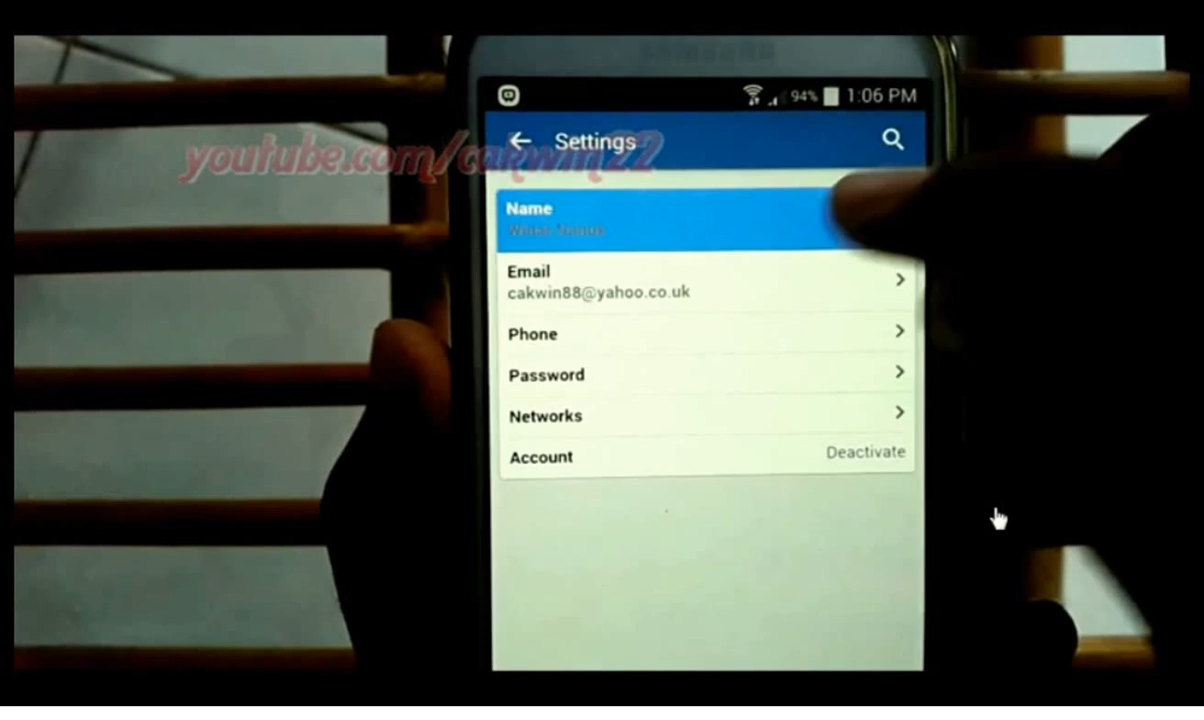 94% 1:06 PM
Settings
youtube.com/cakwin22
Name
Email
cakwin88@yahoo.co.uk
Phone
Password
Networks
Account Deactivate